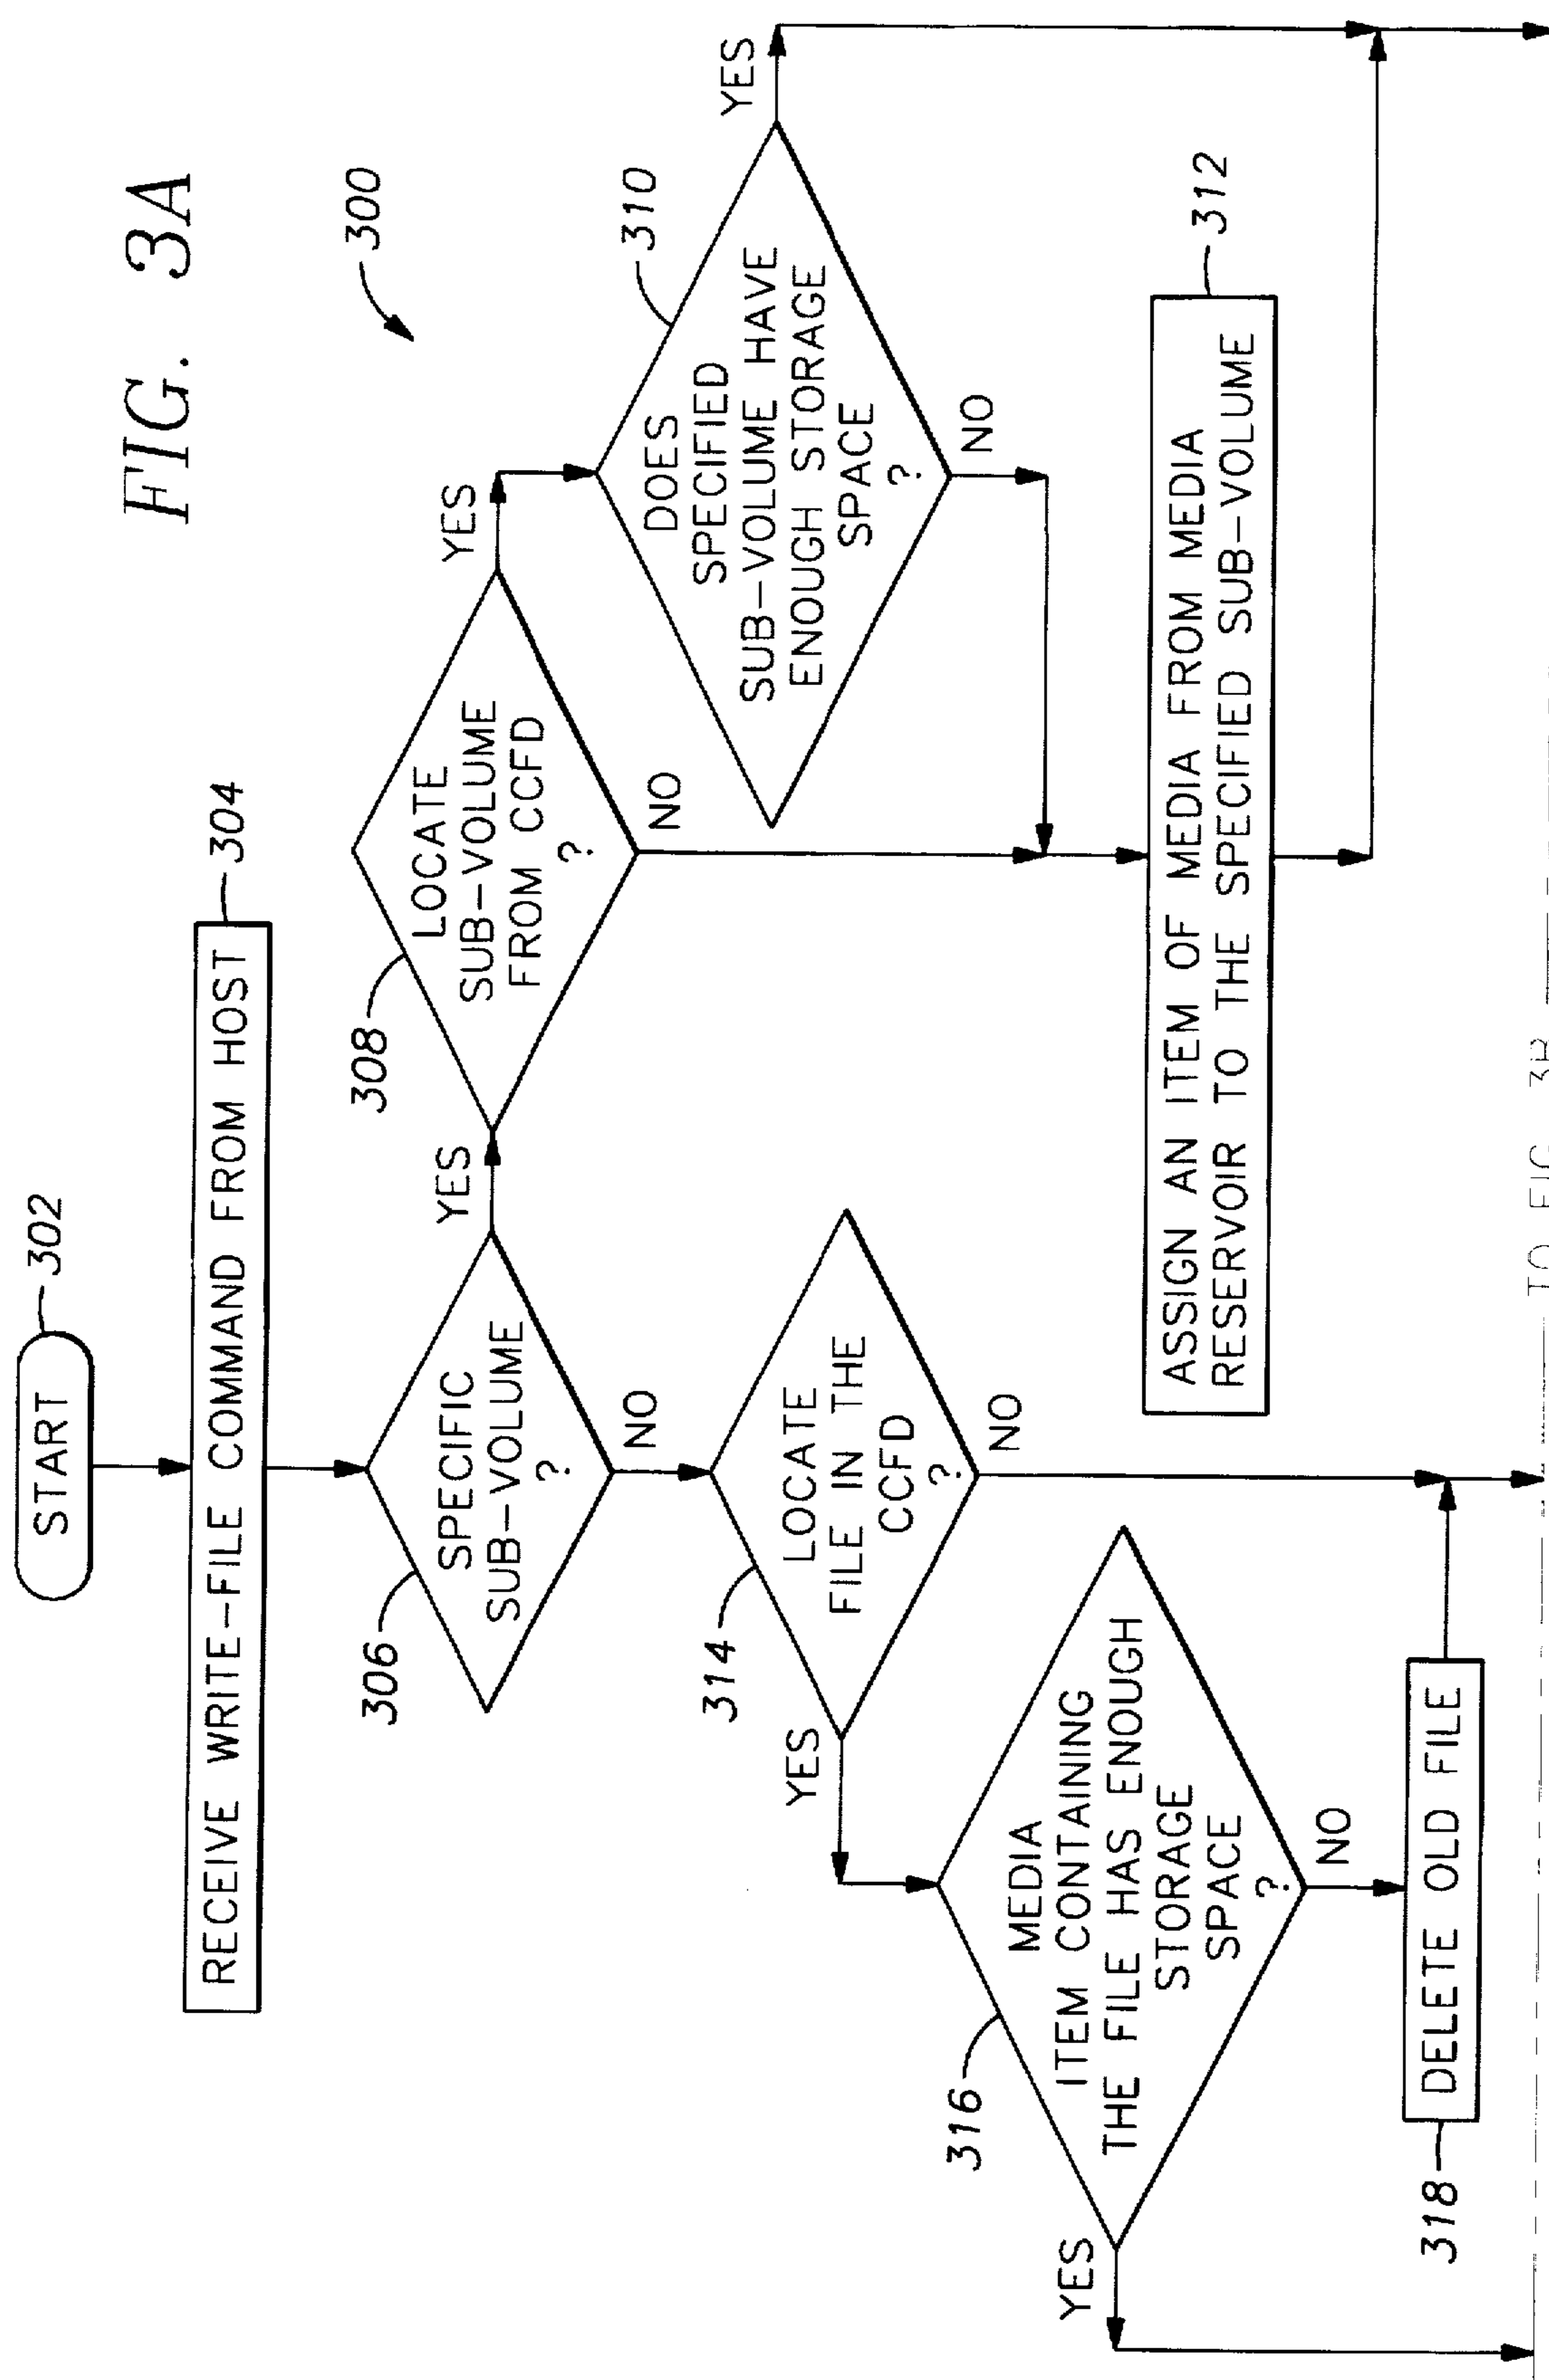 FIG. 3A
300
START
302
RECEIVE WRITE-FILE COMMAND FROM HOST
304
306
SPECIFIC
SUB-VOLUME
?
YES
NO
308
LOCATE
SUB-VOLUME
FROM CCFD
?
YES
NO
310
DOES
SPECIFIED
SUB-VOLUME HAVE
ENOUGH STORAGE
SPACE
?
YES
NO
312
ASSIGN AN ITEM OF MEDIA FROM MEDIA
RESERVOIR TO THE SPECIFIED SUB-VOLUME
314
LOCATE
FILE IN THE
CCFD
?
YES
NO
316
MEDIA
ITEM CONTAINING
THE FILE HAS ENOUGH
STORAGE
SPACE
?
YES
NO
318
DELETE OLD FILE
TO FIG. 3B